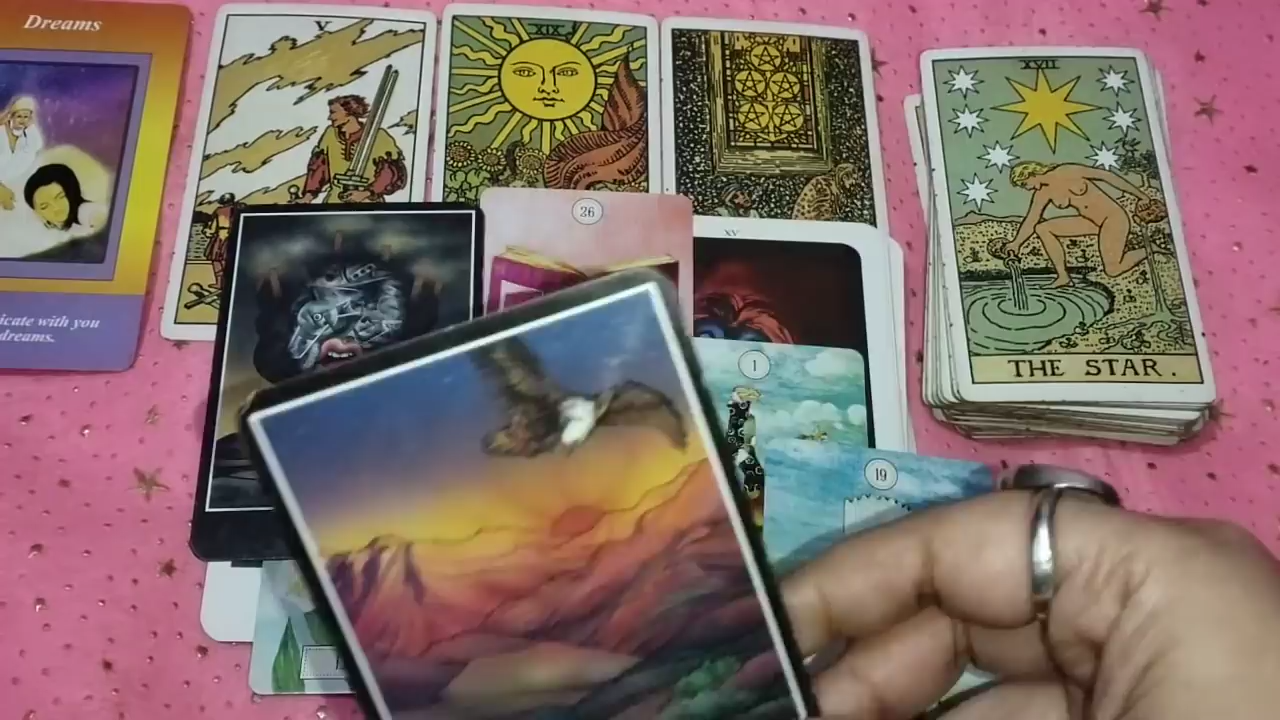 Dreams
icate with you
dreams.
V
XIX
26
XV
1
19
XVII
THE STAR.